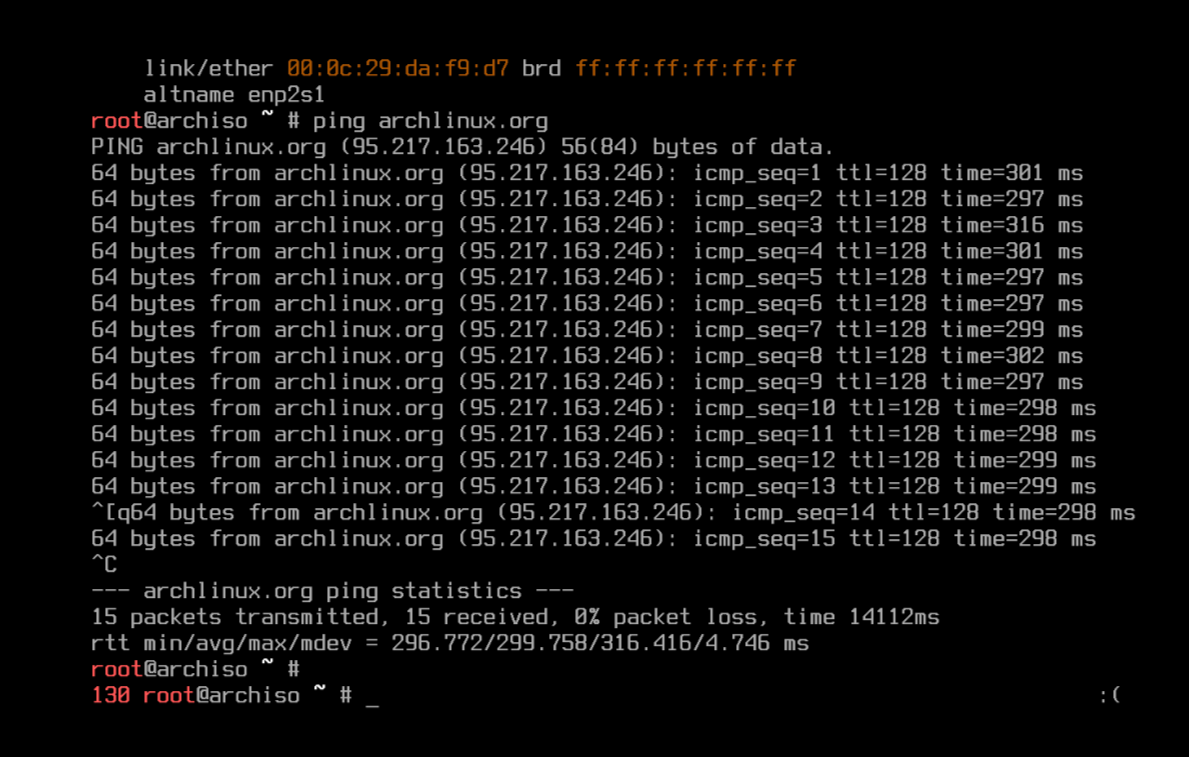 link/ether 00:0c:29:da:f9:d7 brd ff:ff:ff:ff:ff:ff
altname enp2s1
root@archiso ~ # ping archlinux.org
PING archlinux.org (95.217.163.246) 56(84) bytes of data.
64 bytes from archlinux.org (95.217.163.246): icmp_seq=1 ttl=128 time=301 ms
64 bytes from archlinux.org (95.217.163.246): icmp_seq=2 ttl=128 time=297 ms
64 bytes from archlinux.org (95.217.163.246): icmp_seq=3 ttl=128 time=316 ms
64 bytes from archlinux.org (95.217.163.246): icmp_seq=4 ttl=128 time=301 ms
64 bytes from archlinux.org (95.217.163.246): icmp_seq=5 ttl=128 time=297 ms
64 bytes from archlinux.org (95.217.163.246): icmp_seq=6 ttl=128 time=297 ms
64 bytes from archlinux.org (95.217.163.246): icmp_seq=7 ttl=128 time=299 ms
64 bytes from archlinux.org (95.217.163.246): icmp_seq=8 ttl=128 time=302 ms
64 bytes from archlinux.org (95.217.163.246): icmp_seq=9 ttl=128 time=297 ms
64 bytes from archlinux.org (95.217.163.246): icmp_seq=10 ttl=128 time=298 ms
64 bytes from archlinux.org (95.217.163.246): icmp_seq=11 ttl=128 time=298 ms
64 bytes from archlinux.org (95.217.163.246): icmp_seq=12 ttl=128 time=299 ms
64 bytes from archlinux.org (95.217.163.246): icmp_seq=13 ttl=128 time=299 ms
^[q64 bytes from archlinux.org (95.217.163.246): icmp_seq=14 ttl=128 time=298 ms
64 bytes from archlinux.org (95.217.163.246): icmp_seq=15 ttl=128 time=298 ms
^C
--- archlinux.org ping statistics ---
15 packets transmitted, 15 received, 0% packet loss, time 14112ms
rtt min/avg/max/mdev = 296.772/299.758/316.416/4.746 ms
root@archiso ~ #
130 root@archiso ~ # _ :(